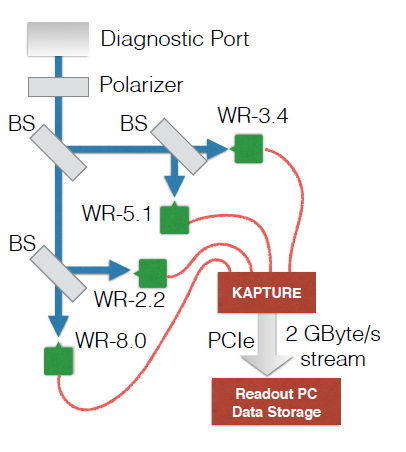 Diagnostic Port
Polarizer
BS
BS
WR-3.4
WR-5.1
BS
WR-2.2
WR-8.0
KAPTURE
PCIe
2 GByte/s
stream
Readout PC
Data Storage